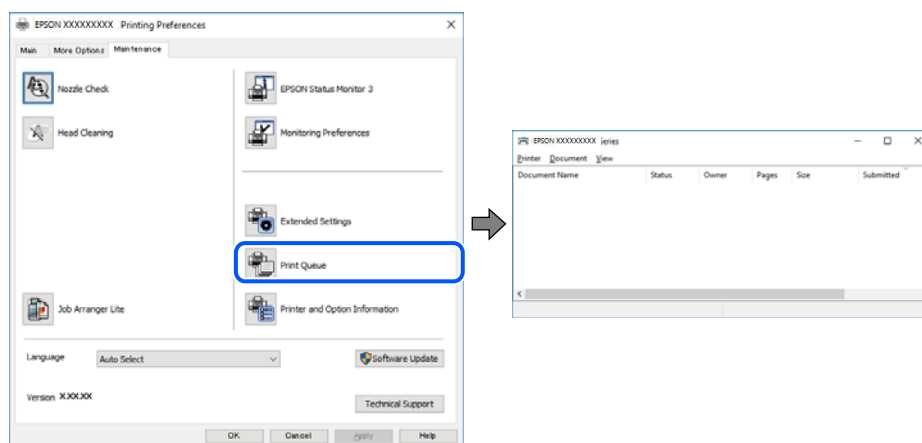 EPSON XXXXXXXXX Printing Preferences
Main More Options Maintenance
Nozzle Check
EPSON Status Monitor 3
Head Cleaning
Monitoring Preferences
Extended Settings
Print Queue
Job Arranger Lite
Printer and Option Information
Language Auto Select
Software Update
Version X.XX.XX
Technical Support
OK Cancel Apply Help
EPSON XXXXXXXXX ieries
Printer Document View
Document Name Status Owner Pages Size Submitted